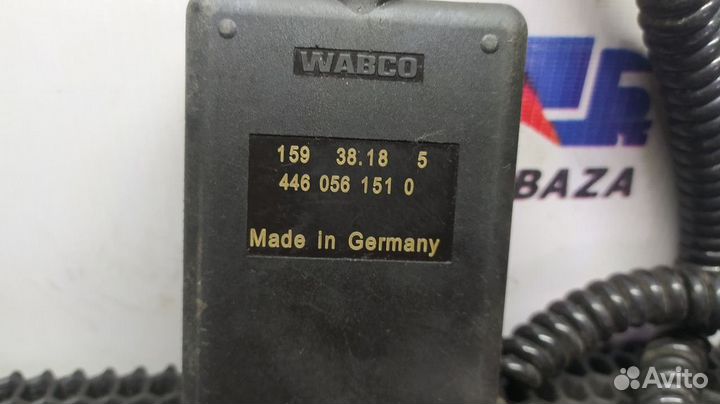 WABCO
159 38.18 5
446 056 151 0
Made in Germany
BAZA
Avito